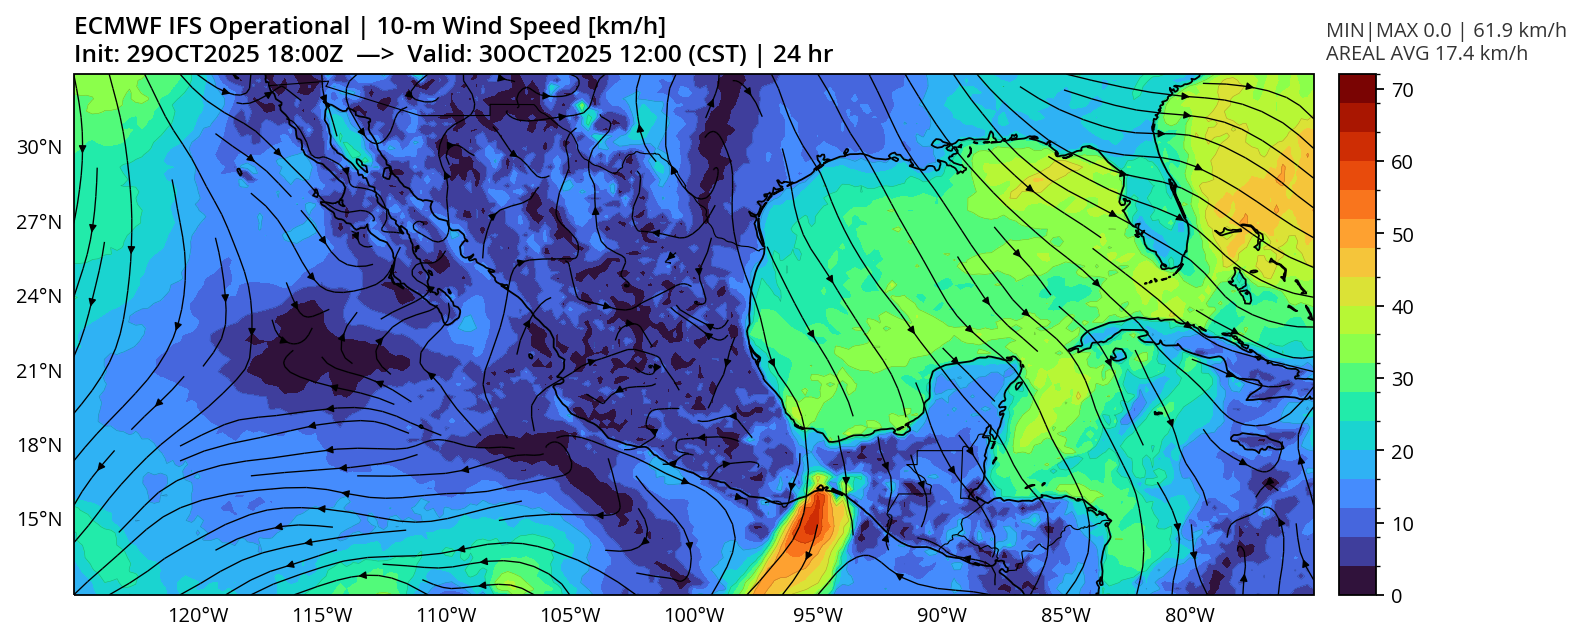 ECMWF IFS Operational | 10-m Wind Speed [km/h]
Init: 29OCT2025 18:00Z —> Valid: 30OCT2025 12:00 (CST) | 24 hr
MIN|MAX 0.0 | 61.9 km/h
AREAL AVG 17.4 km/h
70
60
50
40
30
20
10
0
30°N
27°N
24°N
21°N
18°N
15°N
120°W 115°W 110°W 105°W 100°W 95°W 90°W 85°W 80°W